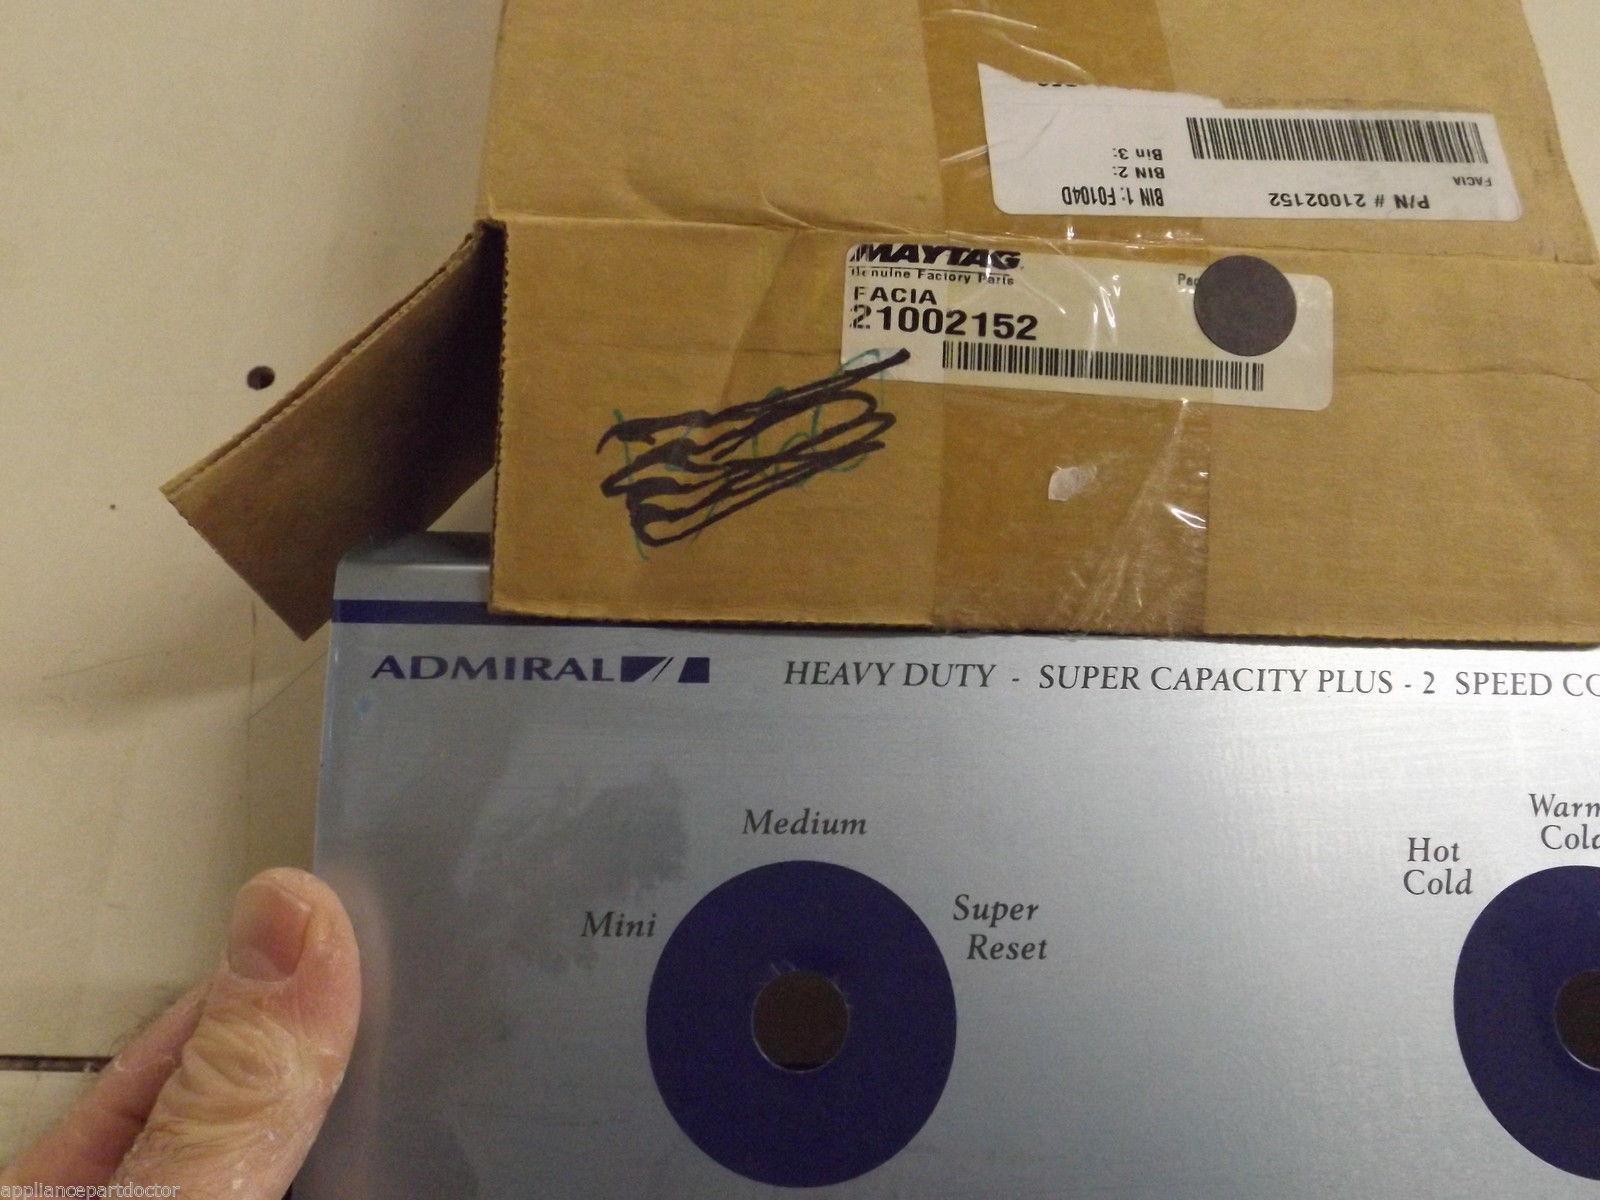 Bin 3:
BIN 2:
BIN 1: F0104D
FACIA
P/N # 21002152
MAYTAG
Genuine Factory Parts
FACIA
21002152
ADMIRAL
HEAVY DUTY - SUPER CAPACITY PLUS - 2 SPEED
Medium
Mini
Super
Reset
Hot
Cold
Warm
Cold
appliancepartdoctor